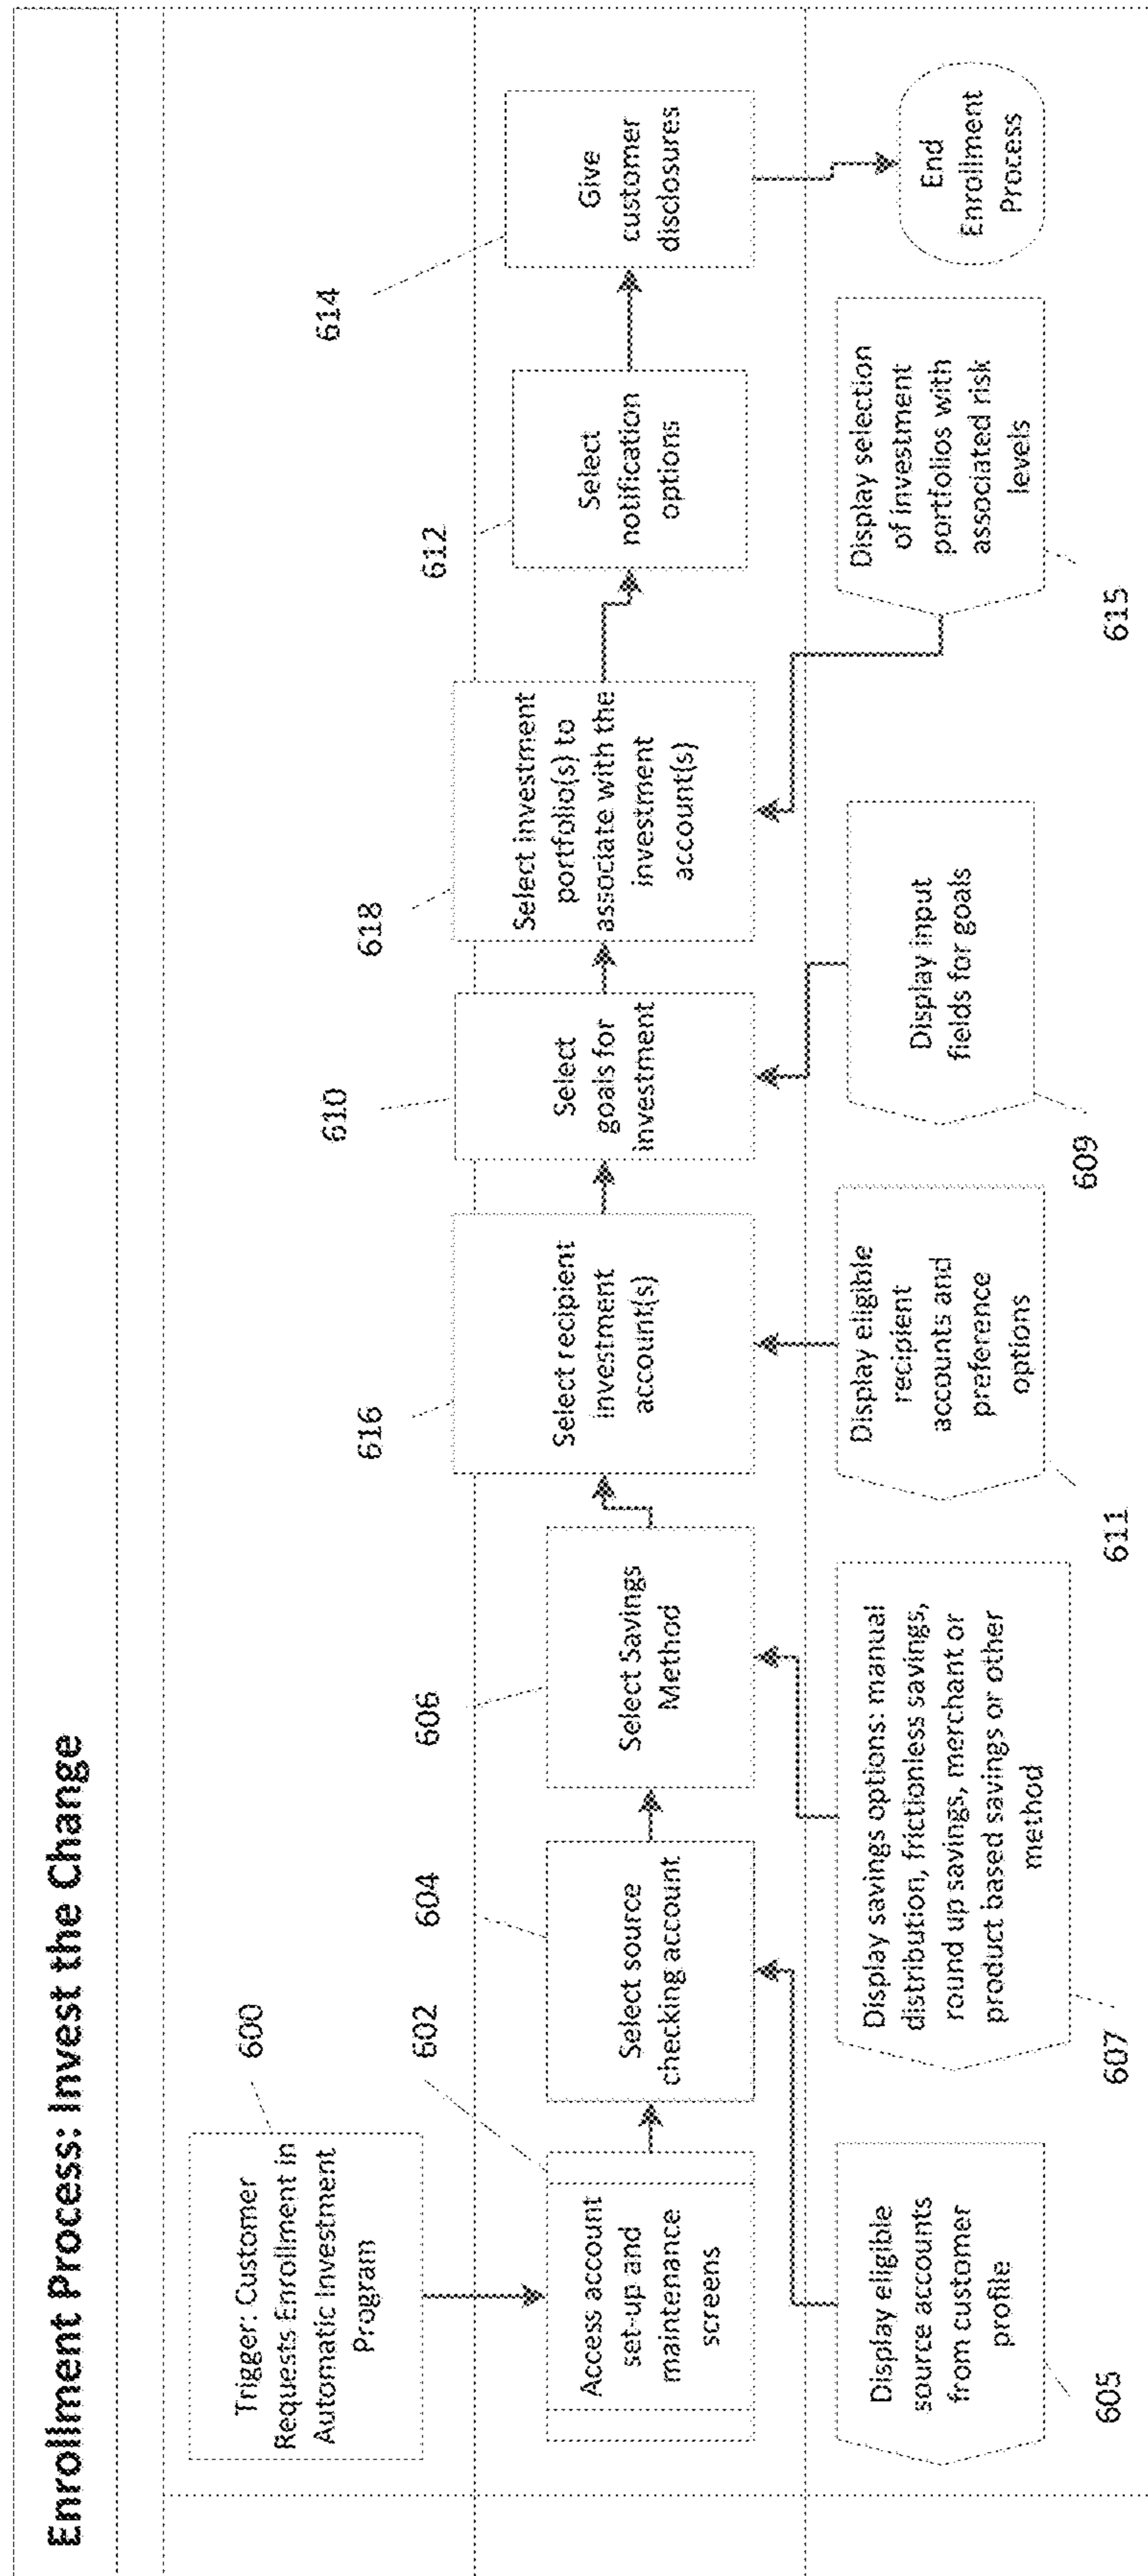 Enrollment Process: Invest the Change
Trigger: Customer
Requests Enrollment in
Automatic Investment
Program
600
602
Access account
set-up and
maintenance
screens
604
Select source
checking account
606
Select Savings
Method
616
Select recipient
investment
account(s)
610
Select
goals for
investment
618
Select investment
portfolio(s) to
associate with the
investment
account(s)
612
Select
notification
options
614
Give
customer
disclosures
Display eligible
source accounts
from customer
profile
605
Display savings options: manual
distribution, frictionless savings,
round up savings, merchant or
product based savings or other
method
607
Display eligible
recipient
accounts and
preference
options
611
Display input
fields for goals
609
Display selection
of investment
portfolios with
associated risk
levels
615
End
Enrollment
Process